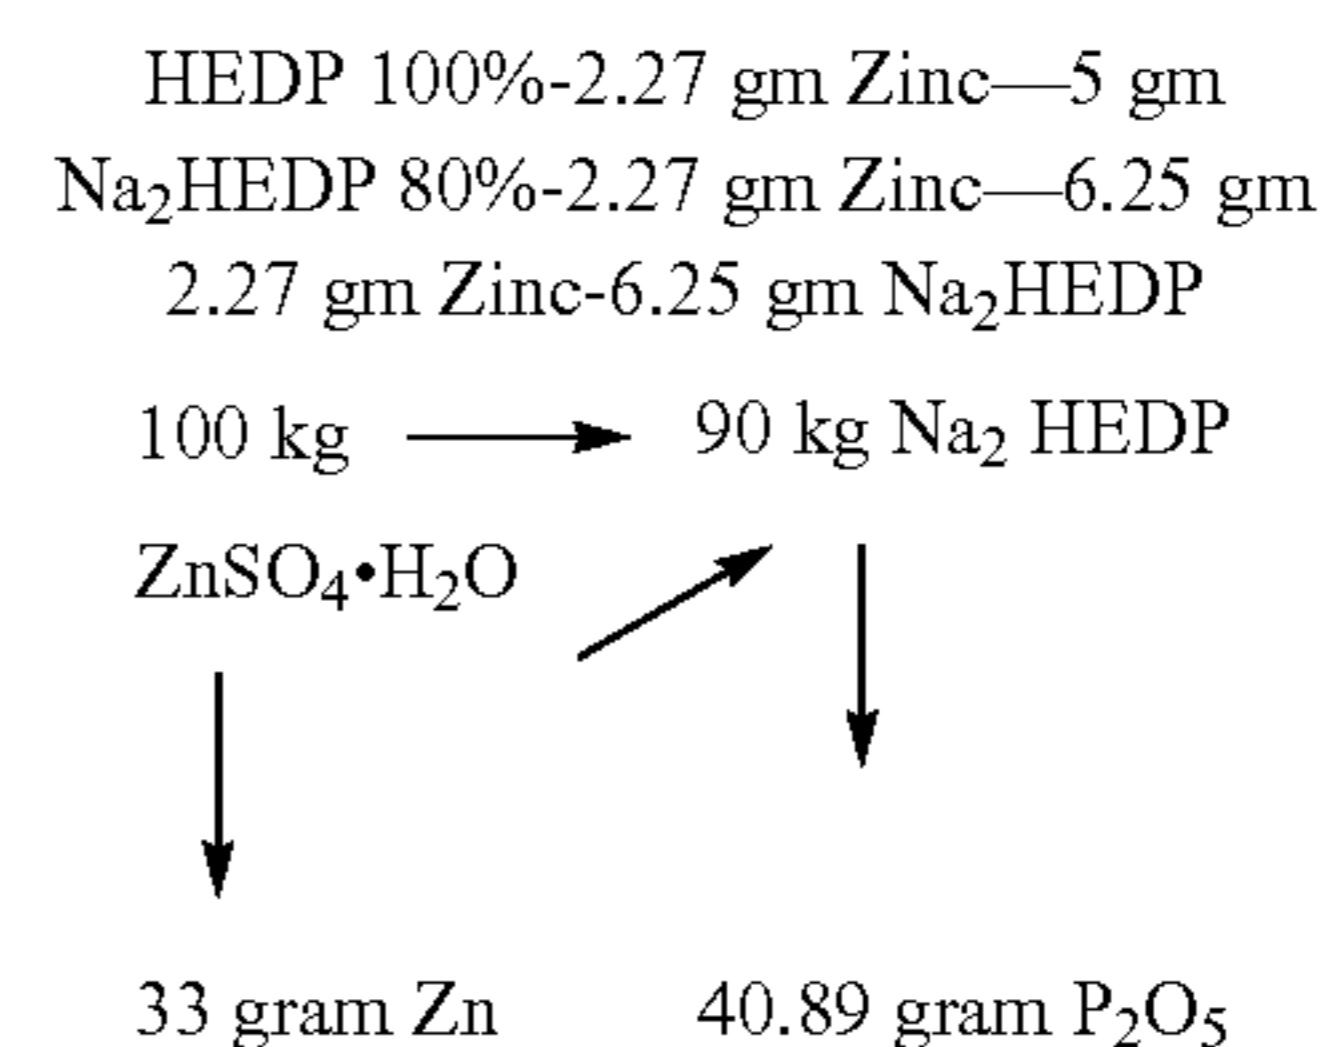 HEDP 100%-2.27 gm Zinc—5 gm
Na₂HEDP 80%-2.27 gm Zinc—6.25 gm
2.27 gm Zinc-6.25 gm Na₂HEDP
100 kg 90 kg Na₂ HEDP
ZnSO₄•H₂O
33 gram Zn 40.89 gram P₂O₅